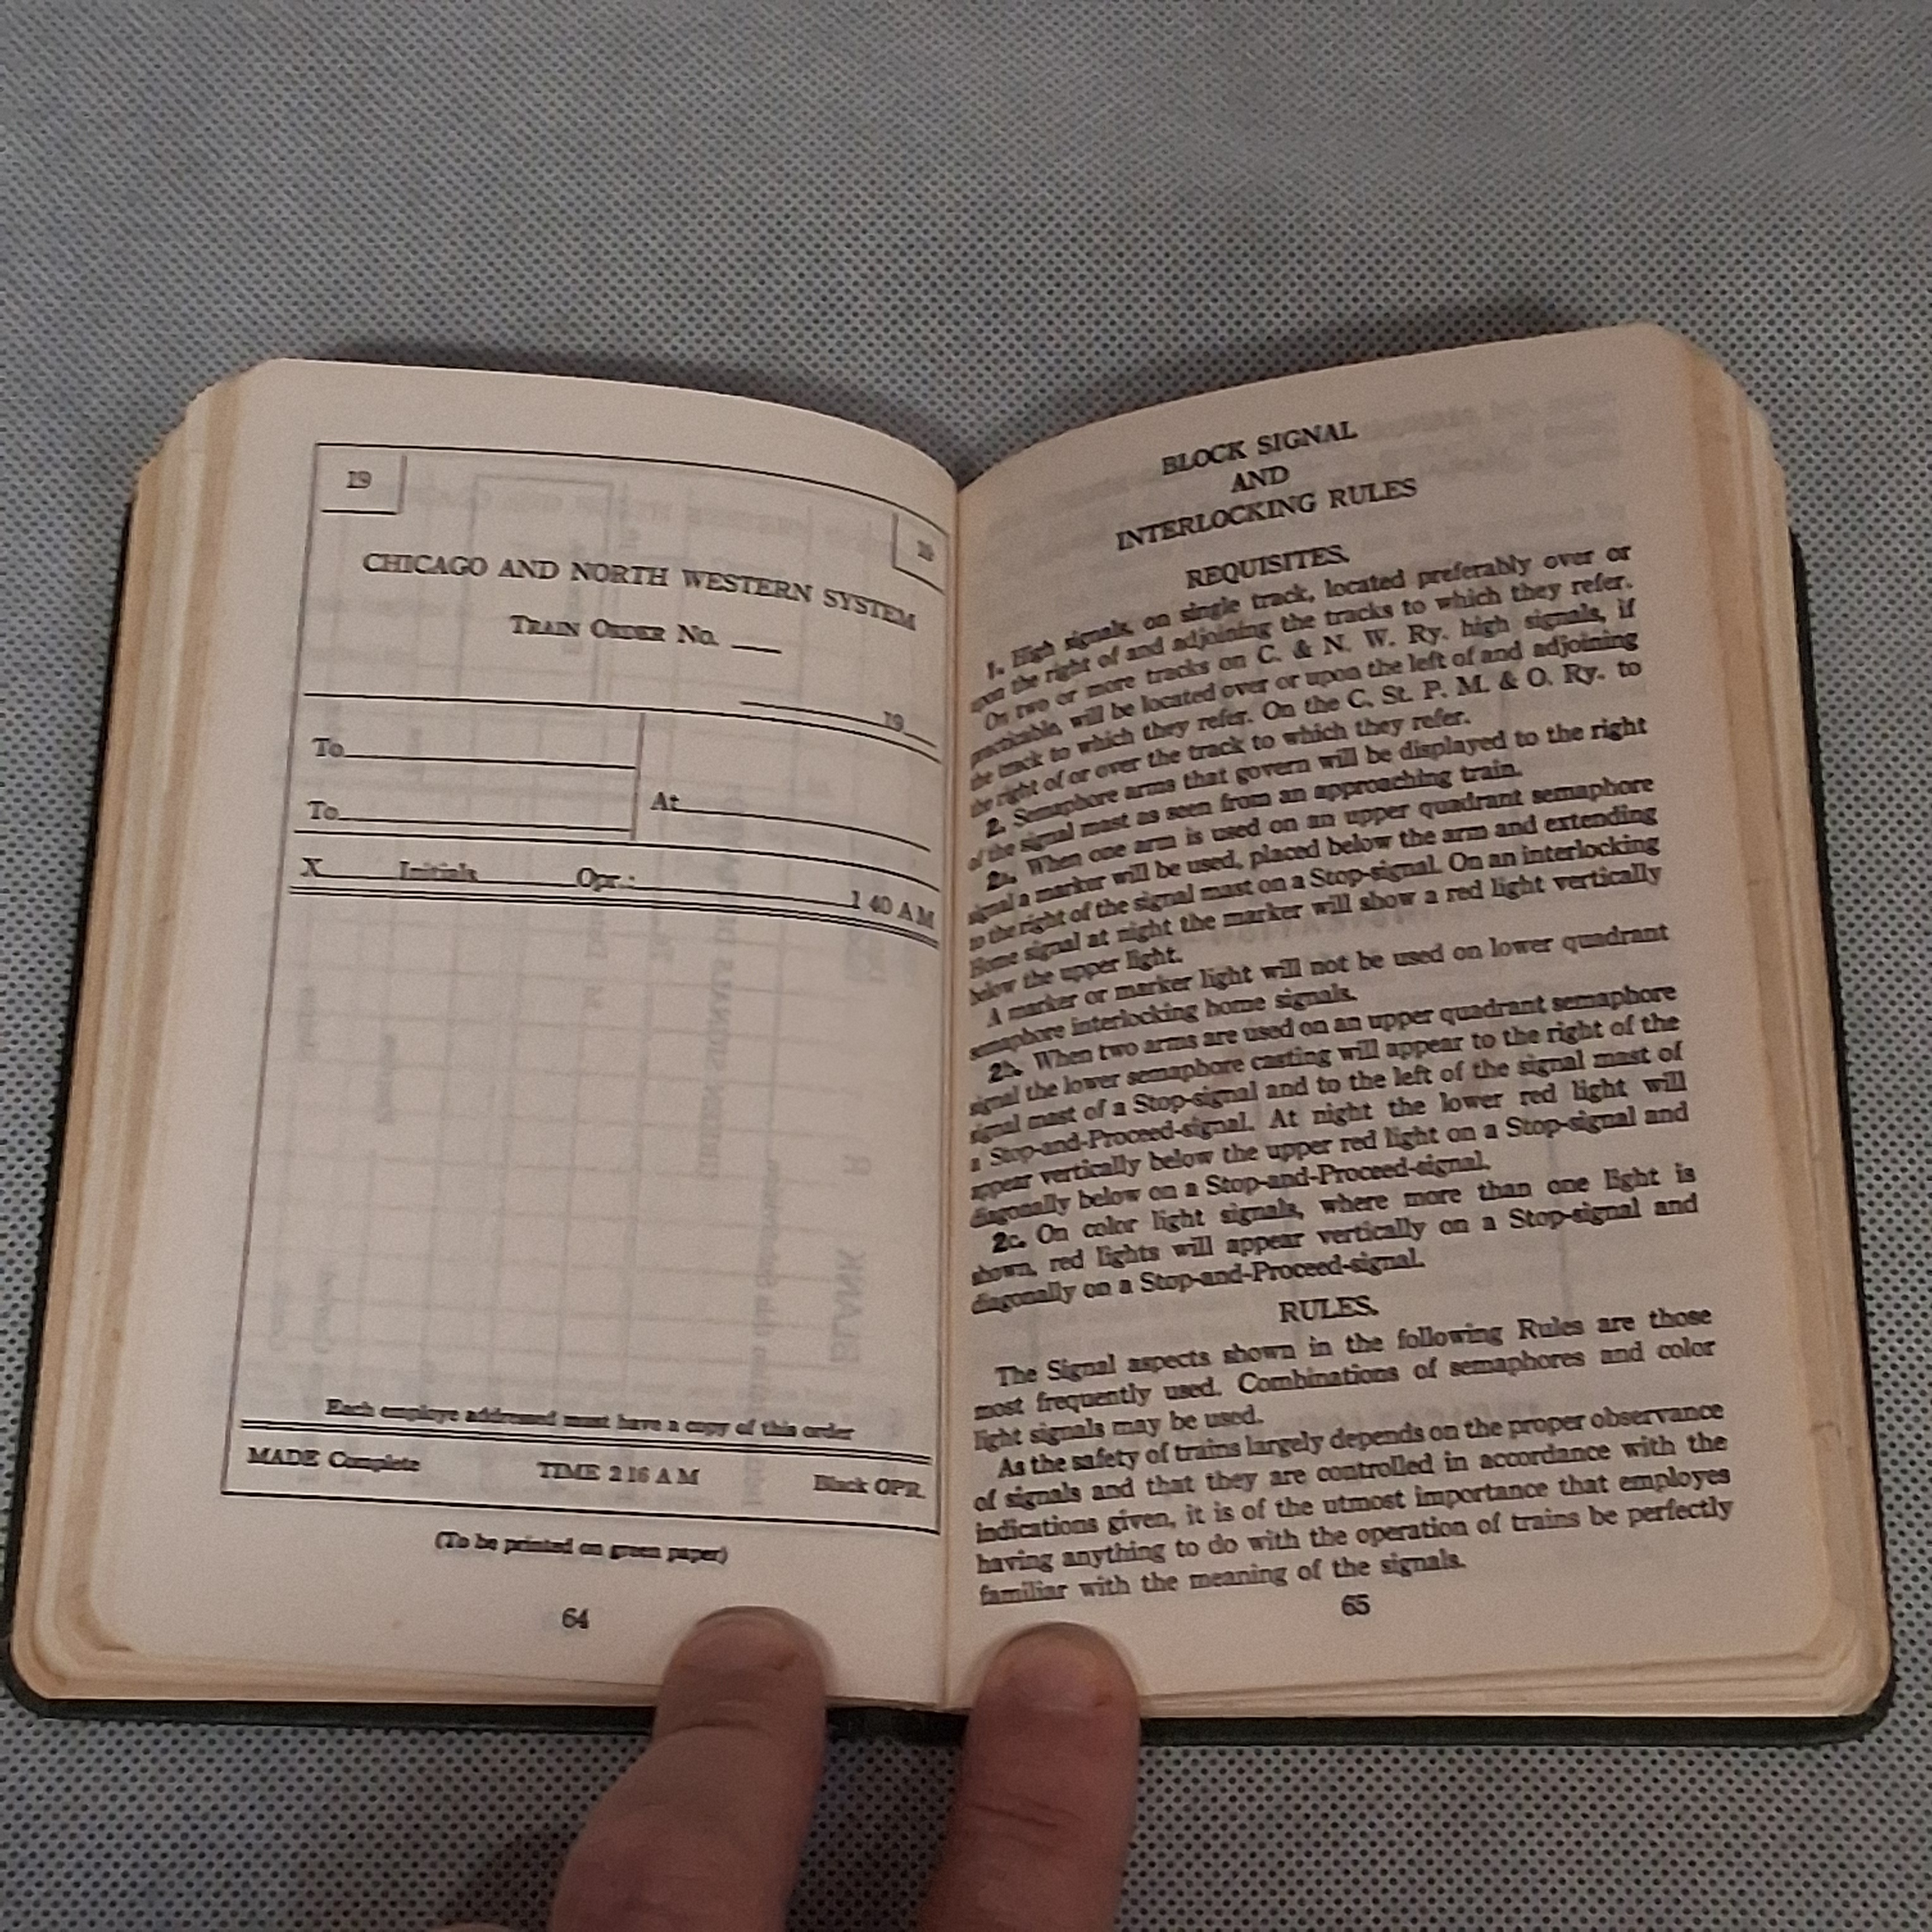 19
19
CHICAGO AND NORTH WESTERN SYSTEM
TRAIN ORDER No.
19
To
To
At
X Initials Opr.: 1 40 A M
Each employe addressed must have a copy of this order
MADE Complete TIME 2 16 A M Black OPR.
(To be printed on green paper)
64
BLOCK SIGNAL
AND
INTERLOCKING RULES
REQUISITES.
1. High signals, on single track, located preferably over or
upon the right of and adjoining the tracks to which they refer.
On two or more tracks on C. & N. W. Ry. high signals, if
practicable, will be located over or upon the left of and adjoining
the track to which they refer. On the C. St. P. M. & O. Ry. to
the right of or over the track to which they refer.
2. Semaphore arms that govern will be displayed to the right
of the signal mast as seen from an approaching train.
2a. When one arm is used on an upper quadrant semaphore
signal a marker will be used, placed below the arm and extending
to the right of the signal mast on a Stop-signal. On an interlocking
Home signal at night the marker will show a red light vertically
below the upper light.
A marker or marker light will not be used on lower quadrant
semaphore interlocking home signals.
2b. When two arms are used on an upper quadrant semaphore
signal the lower semaphore casting will appear to the right of the
signal mast of a Stop-signal and to the left of the signal mast of
a Stop-and-Proceed-signal. At night the lower red light will
appear vertically below the upper red light on a Stop-signal and
diagonally below on a Stop-and-Proceed-signal.
2c. On color light signals, where more than one light is
shown, red lights will appear vertically on a Stop-signal and
diagonally on a Stop-and-Proceed-signal.
RULES.
The Signal aspects shown in the following Rules are those
most frequently used. Combinations of semaphores and color
light signals may be used.
As the safety of trains largely depends on the proper observance
of signals and that they are controlled in accordance with the
indications given, it is of the utmost importance that employes
having anything to do with the operation of trains be perfectly
familiar with the meaning of the signals.
65